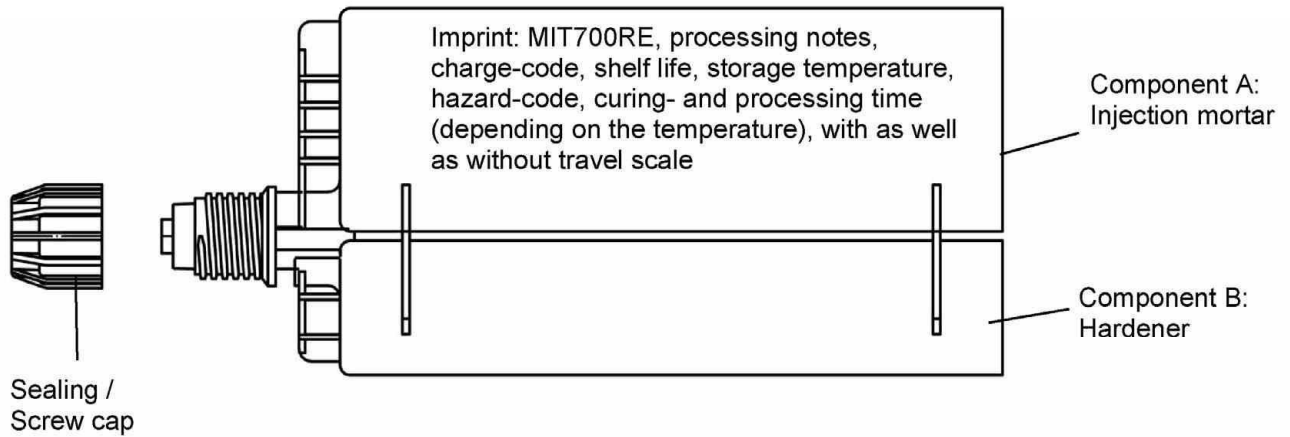 Imprint: MIT700RE, processing notes,
charge-code, shelf life, storage temperature,
hazard-code, curing- and processing time
(depending on the temperature), with as well
as without travel scale
Component A:
Injection mortar
Component B:
Hardener
Sealing /
Screw cap